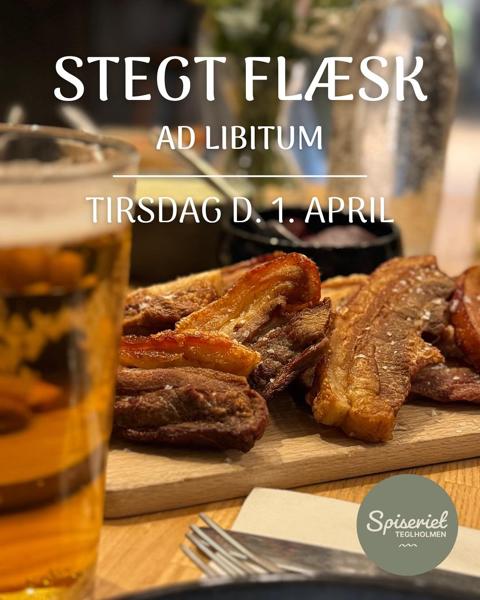 STEGT FLÆSK
AD LIBITUM
TIRSDAG D. 1. APRIL
Spiseriet
TEGLHOLMEN